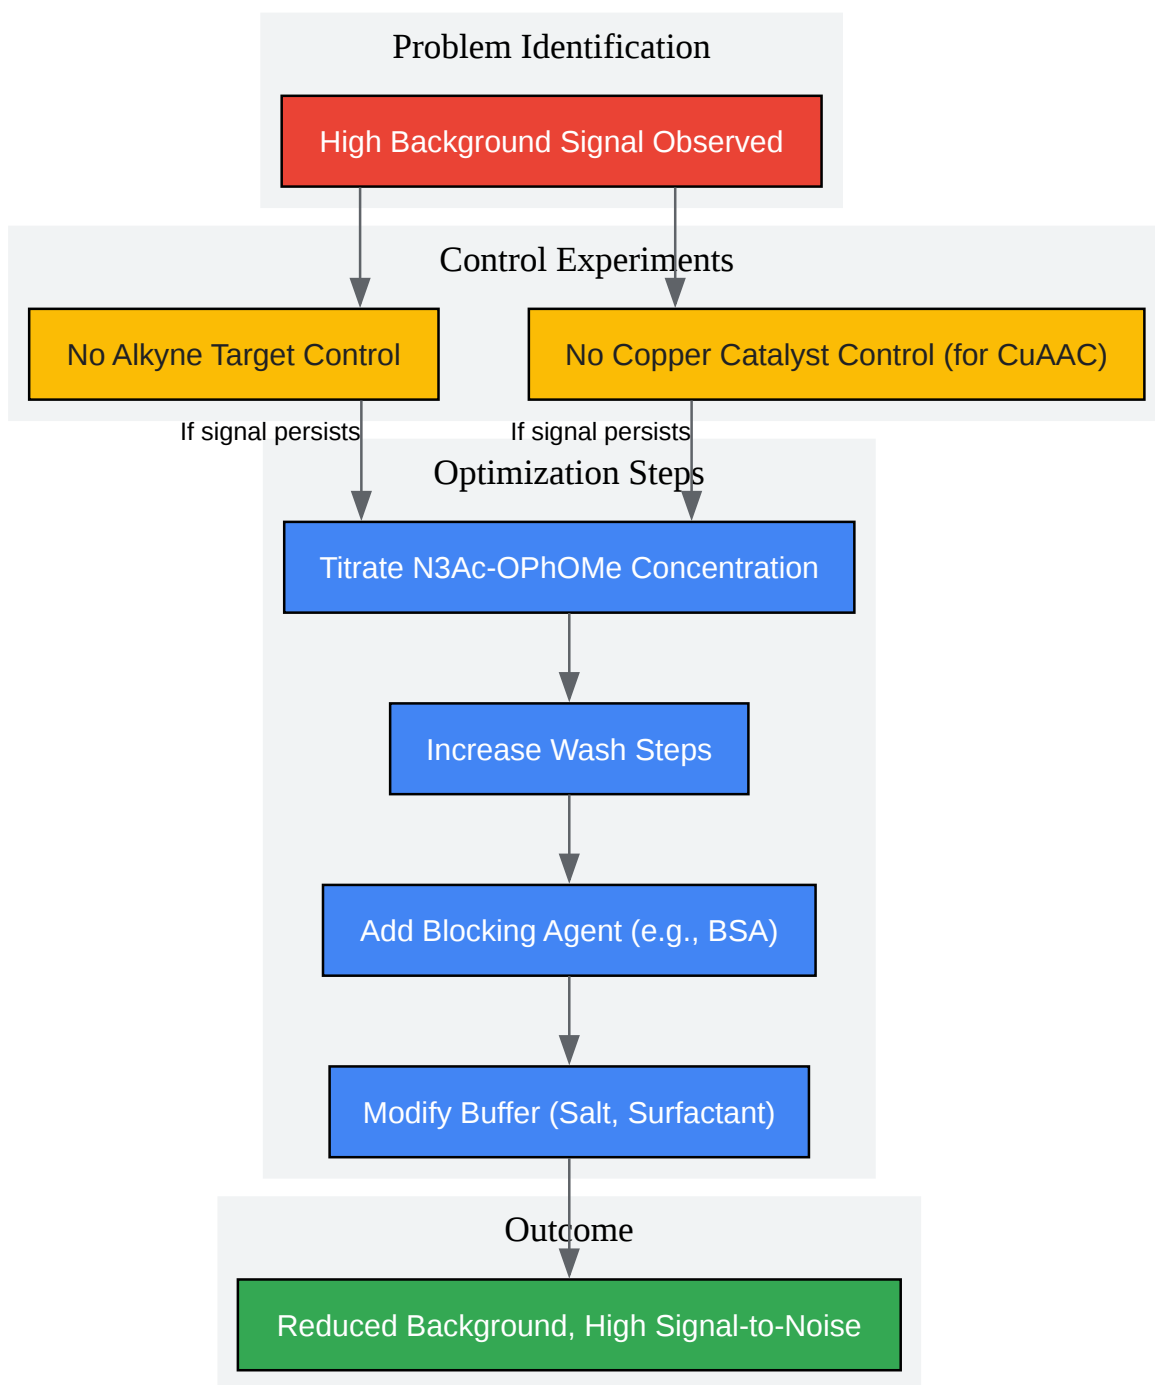 Problem Identification
High Background Signal Observed
Control Experiments
No Alkyne Target Control
No Copper Catalyst Control (for CuAAC)
If signal persists
If signal persists
Optimization Steps
Titrate N3Ac-OPhOMe Concentration
Increase Wash Steps
Add Blocking Agent (e.g., BSA)
Modify Buffer (Salt, Surfactant)
Outcome
Reduced Background, High Signal-to-Noise